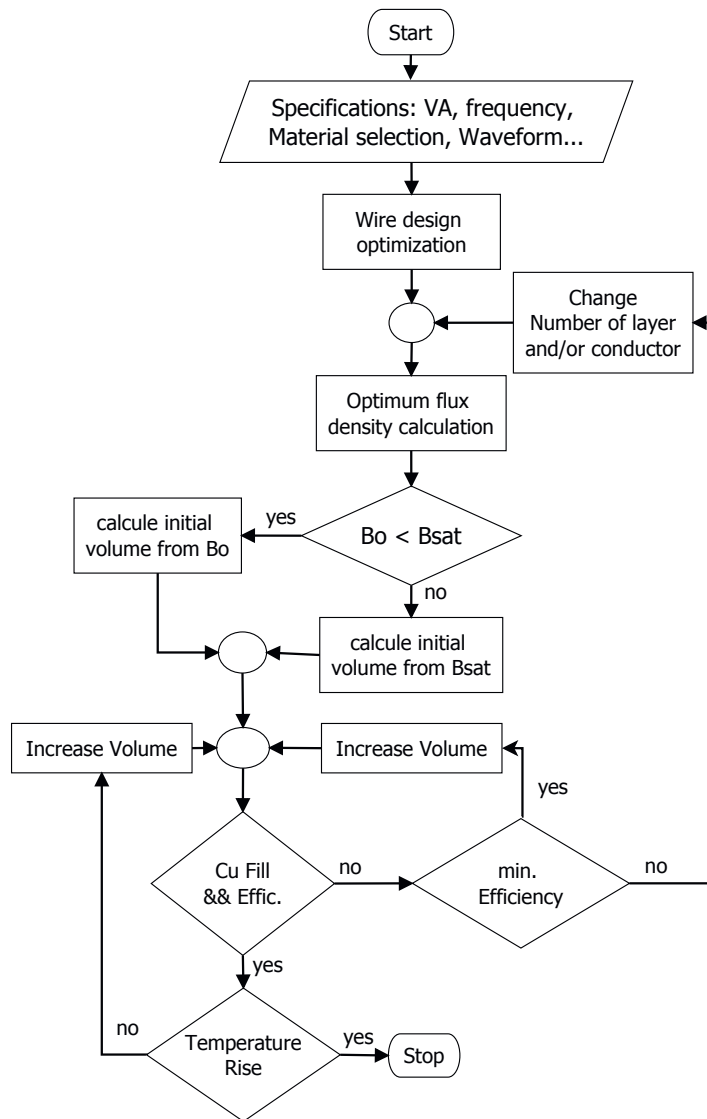 Start
Specifications: VA, frequency,
Material selection, Waveform...
Wire design
optimization
Change
Number of layer
and/or conductor
Optimum flux
density calculation
calcule initial
volume from Bo
yes
Bo < Bsat
no
calcule initial
volume from Bsat
Increase Volume
Increase Volume
yes
Cu Fill
&& Effic.
no
min.
Efficiency
no
yes
no
Temperature
Rise
yes
Stop